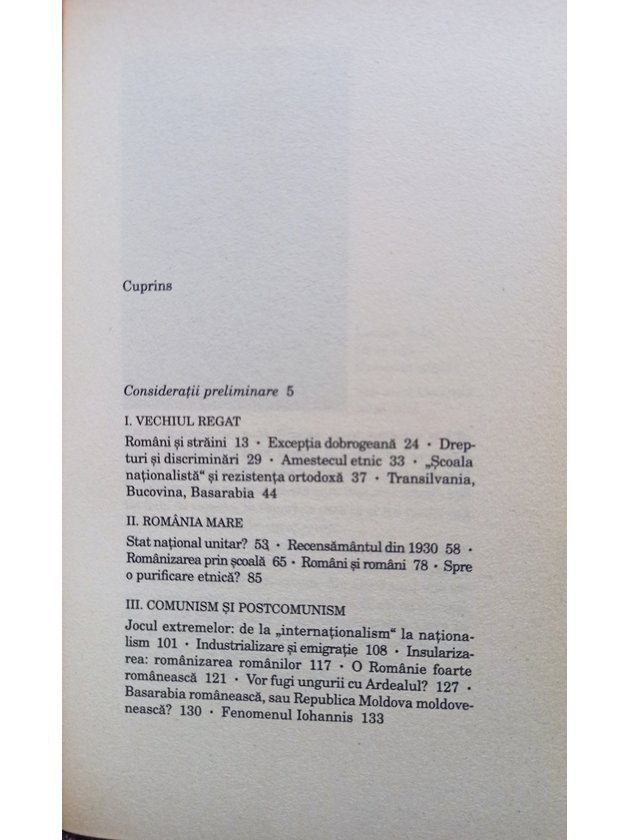 Cuprins
Considerații preliminare 5
I. VECHIUL REGAT
Români și străini 13 · Excepția dobrogeană 24 · Drep-
turi și discriminări 29 · Amestecul etnic 33 · „Școala
naționalistă“ și rezistența ortodoxă 37 · Transilvania,
Bucovina, Basarabia 44
II. ROMÂNIA MARE
Stat național unitar? 53 · Recensământul din 1930 58 ·
Românizarea prin școală 65 · Români și români 78 · Spre
o purificare etnică? 85
III. COMUNISM ȘI POSTCOMUNISM
Jocul extremelor: de la „internaționalism“ la naționa-
lism 101 · Industrializare și emigrație 108 · Insulariza-
rea: românizarea românilor 117 · O Românie foarte
românească 121 · Vor fugi ungurii cu Ardealul? 127 ·
Basarabia românească, sau Republica Moldova moldove-
nească? 130 · Fenomenul Iohannis 133